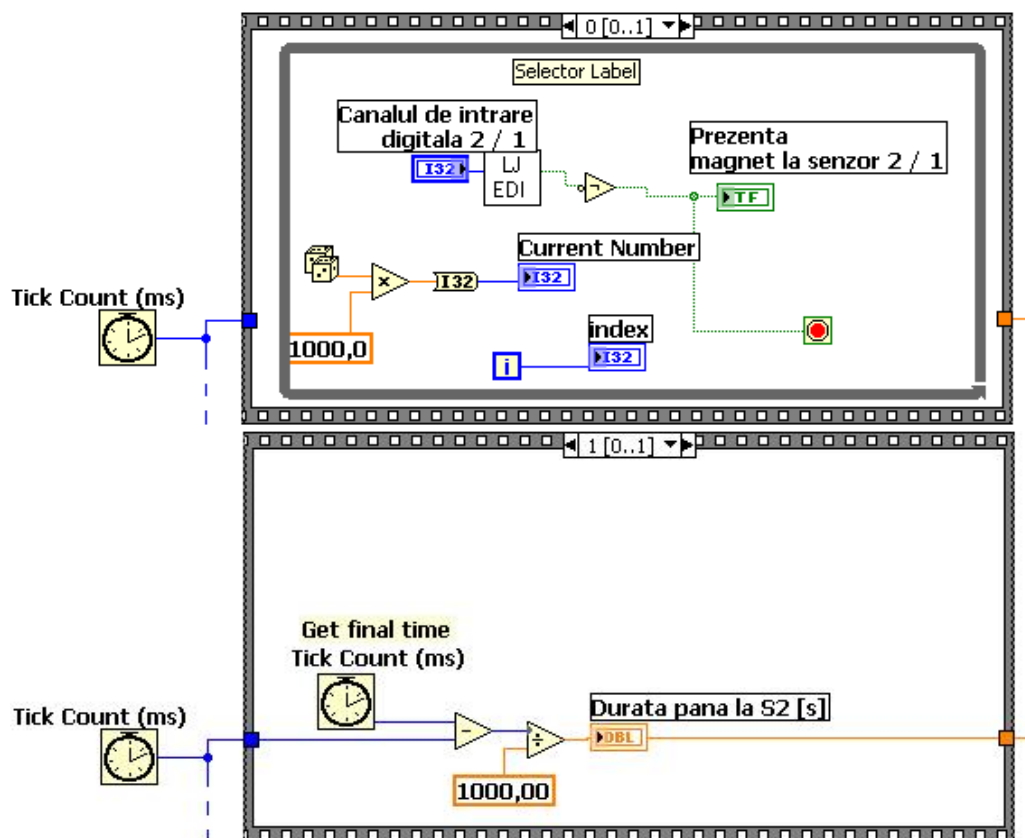 0 [0..1]
Selector Label
Canalul de intrare
digitala 2 / 1
I32
LJ
EDI
Prezenta
magnet la senzor 2 / 1
TF
Current Number
I32
I32
Tick Count (ms)
1000,0
index
I32
i
1 [0..1]
Get final time
Tick Count (ms)
Tick Count (ms)
Durata pana la S2 [s]
DBL
1000,00